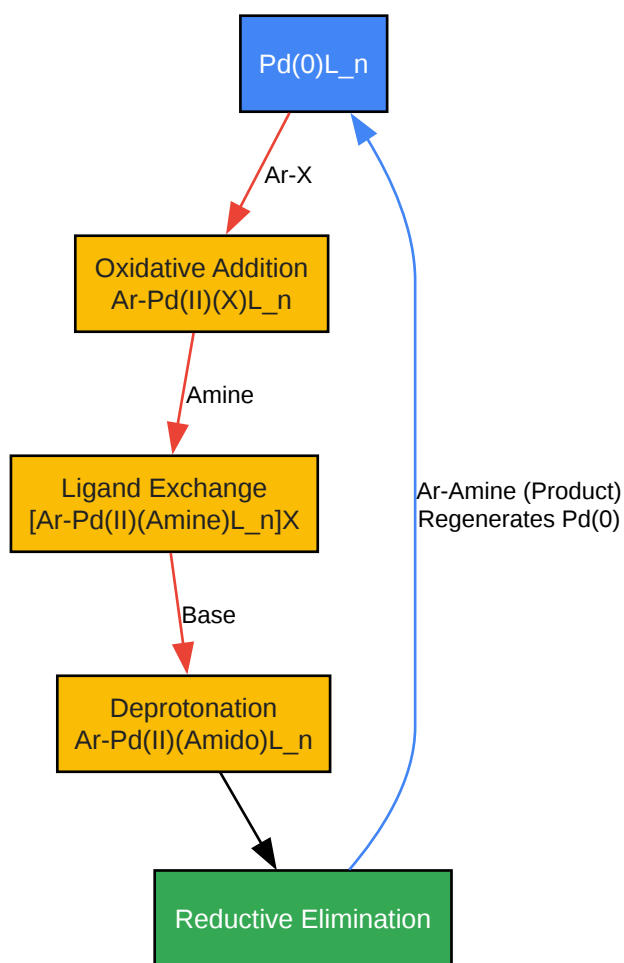 Pd(0)L_n
Ar-X
Oxidative Addition
Ar-Pd(II)(X)L_n
Amine
Ligand Exchange
[Ar-Pd(II)(Amine)L_n]X
Ar-Amine (Product)
Regenerates Pd(0)
Base
Deprotonation
Ar-Pd(II)(Amido)L_n
Reductive Elimination